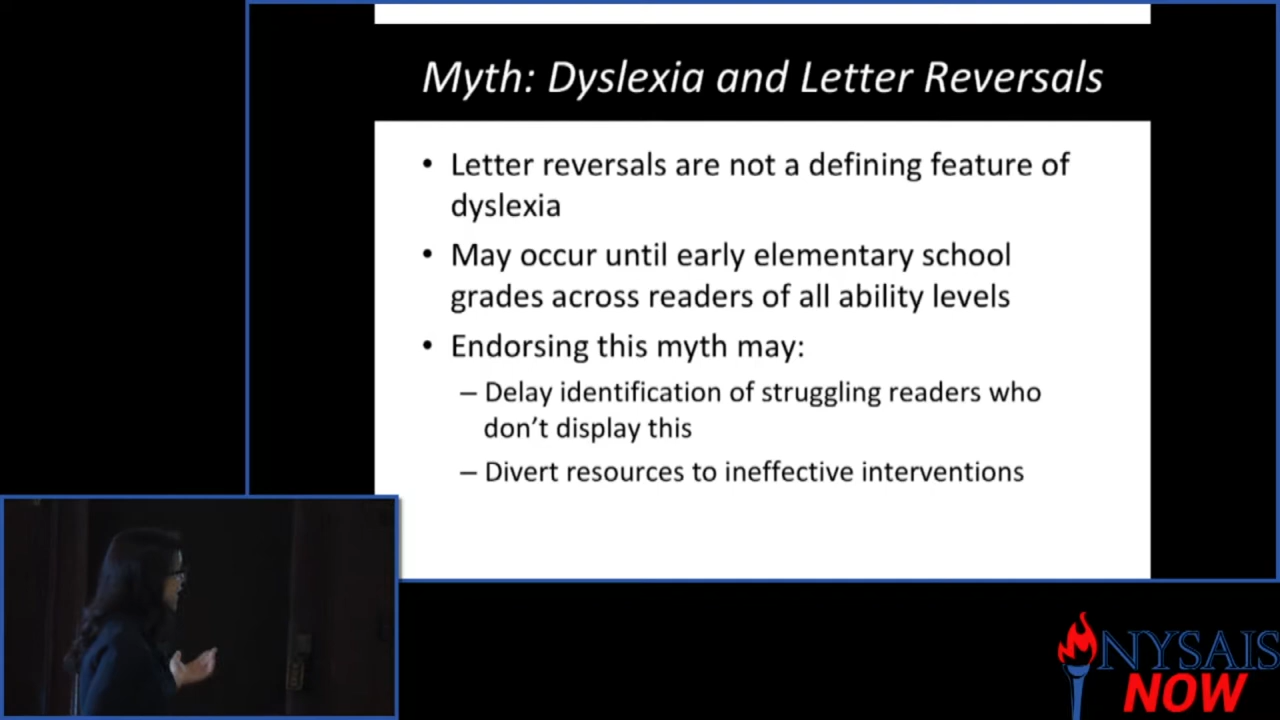 Myth: Dyslexia and Letter Reversals
• Letter reversals are not a defining feature of
dyslexia
• May occur until early elementary school
grades across readers of all ability levels
• Endorsing this myth may:
– Delay identification of struggling readers who
don’t display this
– Divert resources to ineffective interventions
NYSAIS
NOW